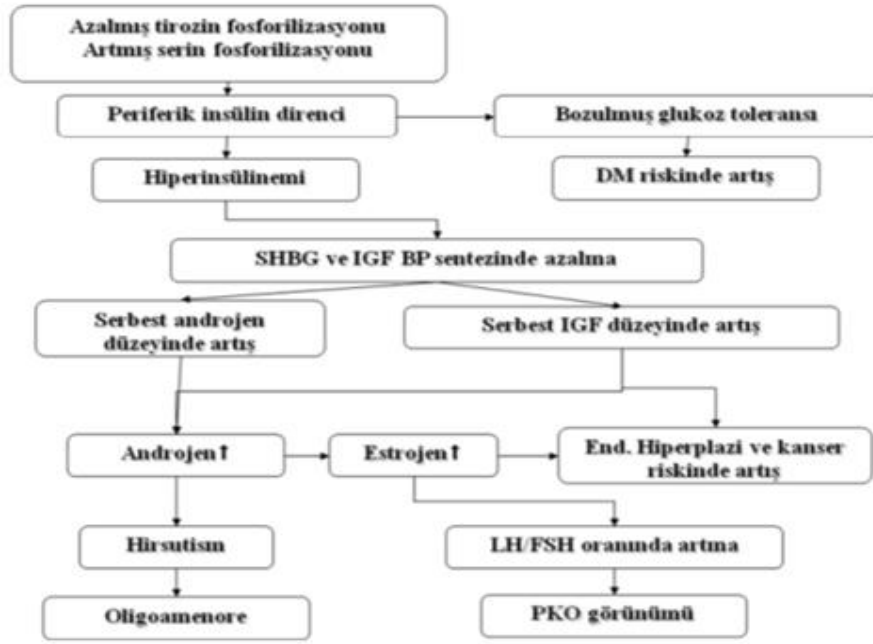 Azalmış tirozin fosforilizasyonu
Artmış serin fosforilizasyonu
Periferik insülin direnci
Bozulmuş glukoz toleransı
Hiperinsülinemi
DM riskinde artış
SHBG ve IGF BP sentezinde azalma
Serbest androjen
düzeyinde artış
Serbest IGF düzeyinde artış
Androjen↑
Estrojen↑
End. Hiperplazi ve kanser
riskinde artış
Hirsutism
LH/FSH oranında artma
Oligoamenore
PKO görünümü